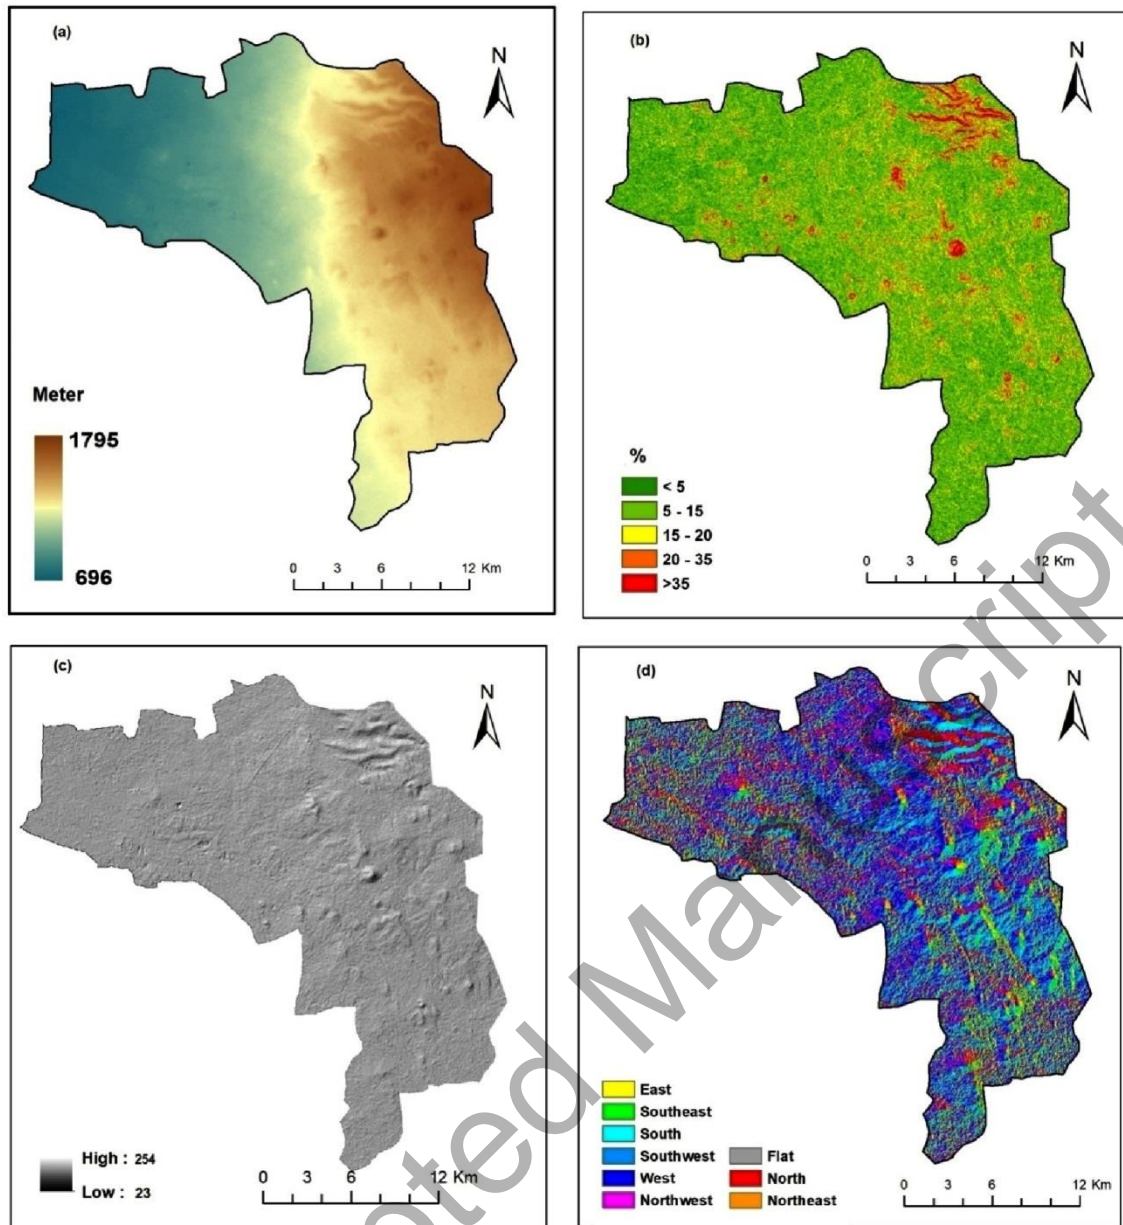 (a)
N
Meter
1795
696
0 3 6 12 Km
(b)
N
%
< 5
5 - 15
15 - 20
20 - 35
>35
0 3 6 12 Km
(c)
N
High : 254
Low : 23
0 3 6 12 Km
(d)
N
East
Southeast
South
Southwest
West
Northwest
Flat
North
Northeast
0 3 6 12 Km